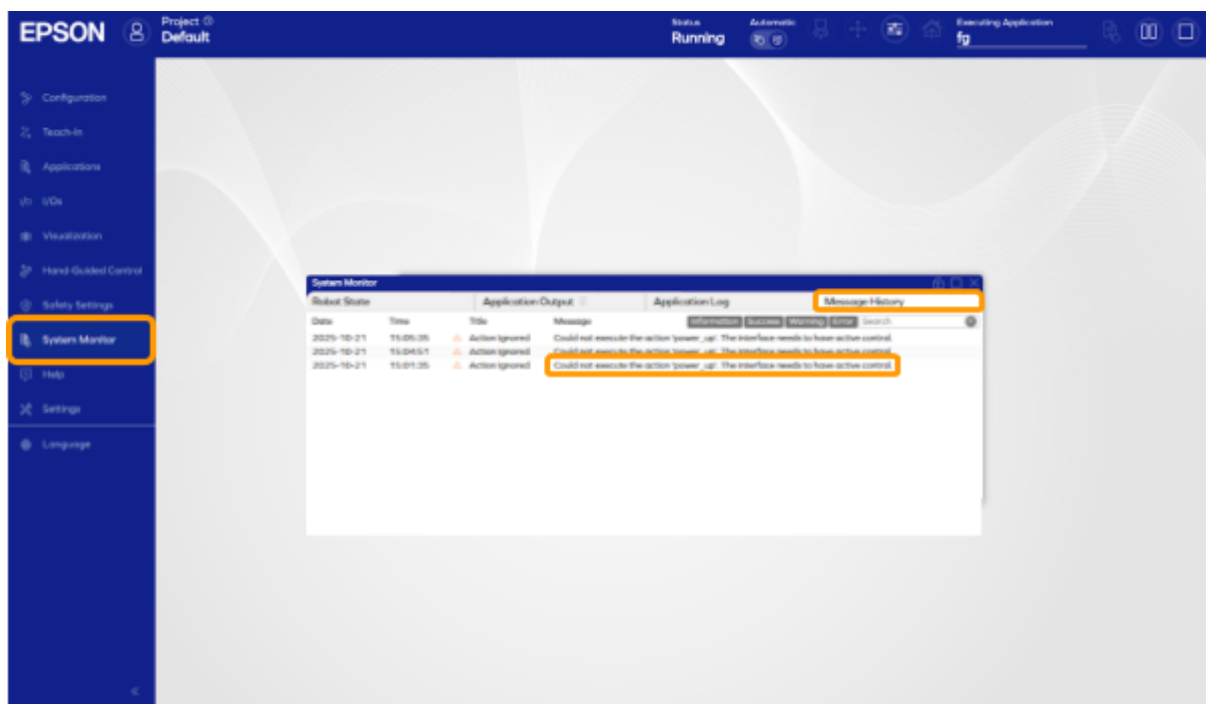 EPSON
Project
Default
Status
Running
Automatic
Executing Application
fg
Configuration
Teach-In
Applications
I/Os
Visualization
Hand-Guided Control
Safety Settings
System Monitor
Help
Settings
Language
System Monitor
Robot State Application Output Application Log Message History
Date Time Title Message Information Success Warning Error Search
2025-10-21 15:05:35 Action Ignored Could not execute the action 'power_up'. The interface needs to have active control.
2025-10-21 15:04:51 Action Ignored Could not execute the action 'power_up'. The interface needs to have active control.
2025-10-21 15:01:35 Action Ignored Could not execute the action 'power_up'. The interface needs to have active control.